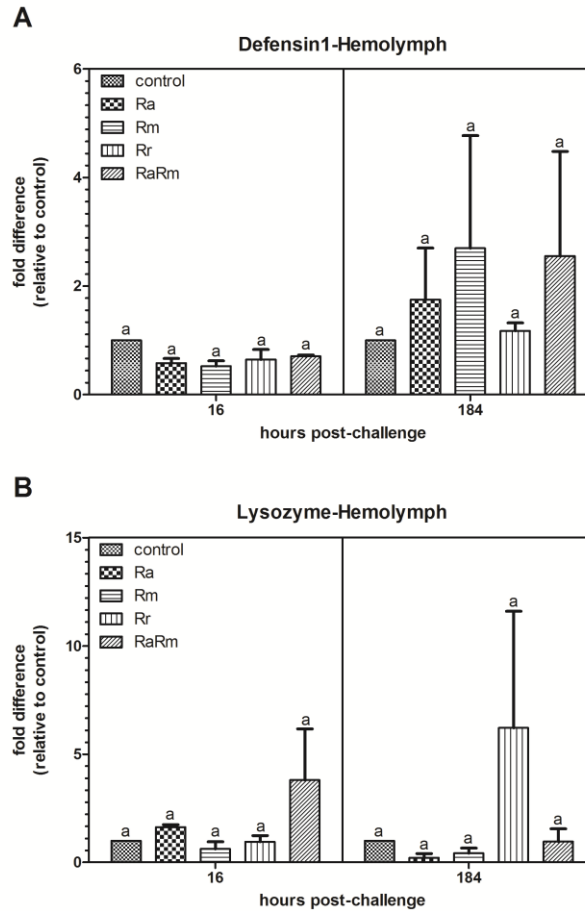 A
Defensin1-Hemolymph
6
4
2
0
fold difference
(relative to control)
control
Ra
Rm
Rr
RaRm
a
a
a
a
a
a
a
a
a
a
16
184
hours post-challenge
B
Lysozyme-Hemolymph
15
10
5
0
fold difference
(relative to control)
control
Ra
Rm
Rr
RaRm
a
a
a
a
a
a
a
a
a
a
16
184
hours post-challenge